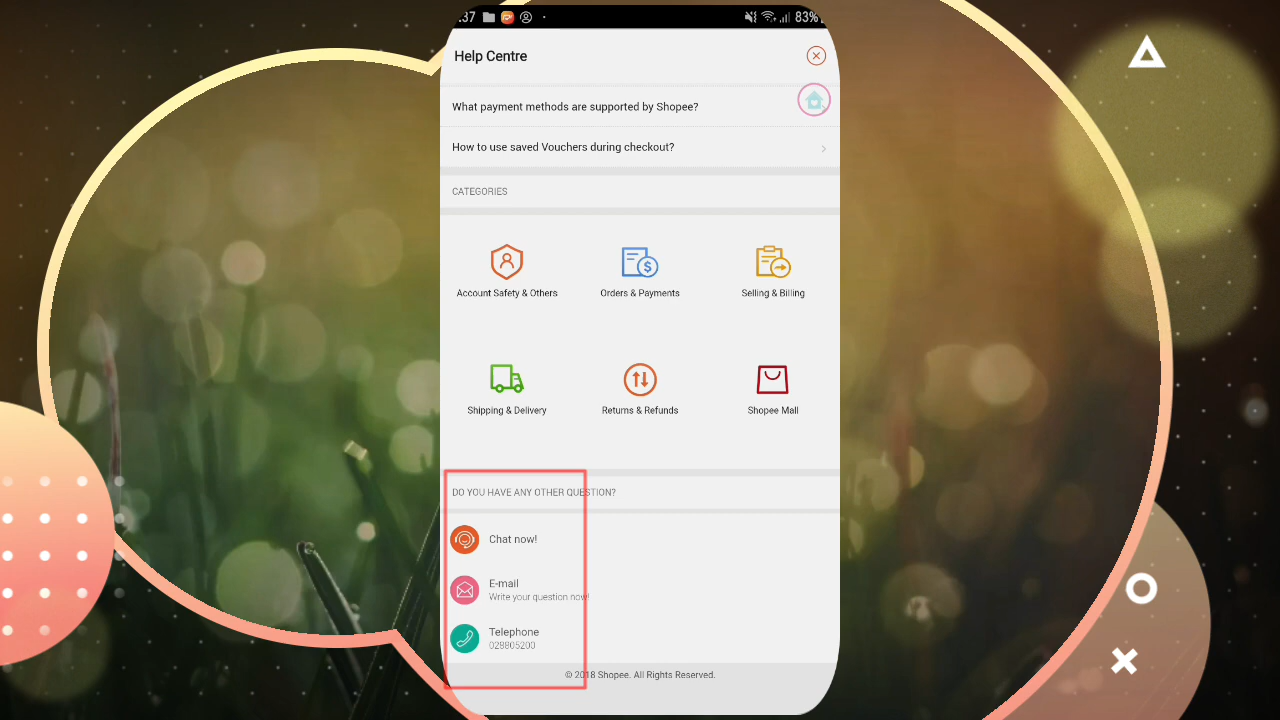 :37
83%
Help Centre
What payment methods are supported by Shopee?
How to use saved Vouchers during checkout?
CATEGORIES
Account Safety & Others
Orders & Payments
Selling & Billing
Shipping & Delivery
Returns & Refunds
Shopee Mall
DO YOU HAVE ANY OTHER QUESTION?
Chat now!
E-mail
Write your question now!
Telephone
028805200
© 2018 Shopee. All Rights Reserved.